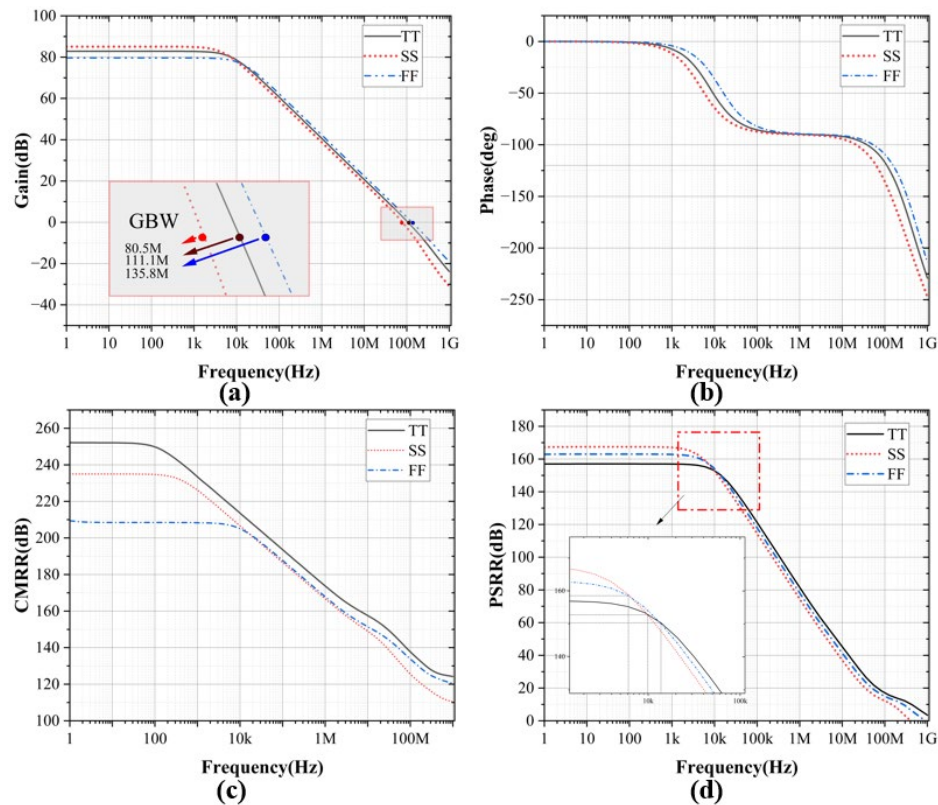 100
80
60
40
20
0
−20
−40
Gain(dB)
TT
SS
FF
GBW
80.5M
111.1M
135.8M
1 10 100 1k 10k 100k 1M 10M 100M 1G
Frequency(Hz)
(a)
0
−50
−100
−150
−200
−250
Phase(deg)
TT
SS
FF
1 10 100 1k 10k 100k 1M 10M 100M 1G
Frequency(Hz)
(b)
260
240
220
200
180
160
140
120
100
CMRR(dB)
TT
SS
FF
1 100 10k 1M 100M
Frequency(Hz)
(c)
180
160
140
120
100
80
60
40
20
0
PSRR(dB)
TT
SS
FF
160
140
10k 100k
1 10 100 1k 10k 100k 1M 10M 100M 1G
Frequency(Hz)
(d)